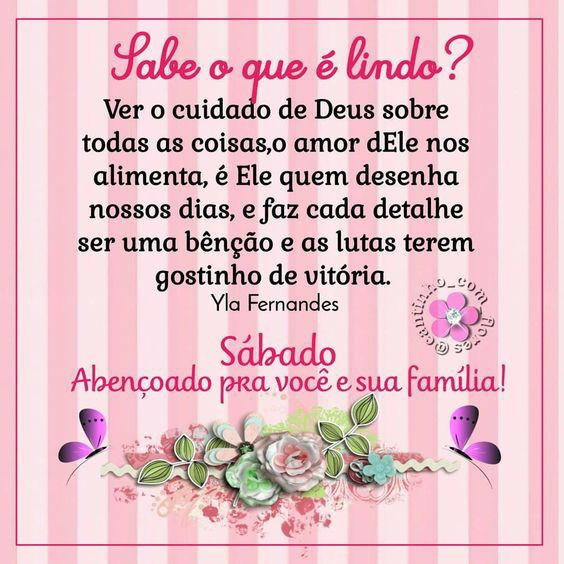 Sabe o que é lindo?
Ver o cuidado de Deus sobre
todas as coisas,o amor dEle nos
alimenta, é Ele quem desenha
nossos dias, e faz cada detalhe
ser uma bênção e as lutas terem
gostinho de vitória.
Yla Fernandes
@cantinho_com_flores
Sábado
Abençoado pra você e sua família!